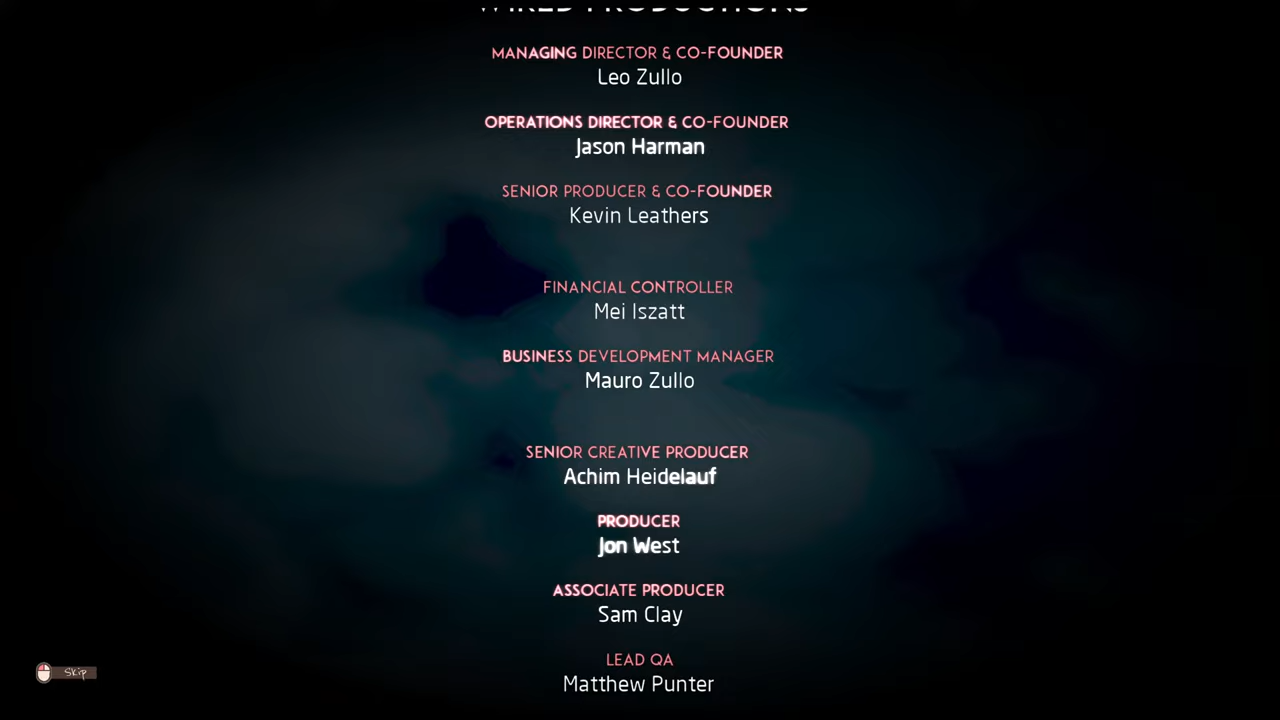 WIRED PRODUCTIONS
MANAGING DIRECTOR & CO-FOUNDER
Leo Zullo
OPERATIONS DIRECTOR & CO-FOUNDER
Jason Harman
SENIOR PRODUCER & CO-FOUNDER
Kevin Leathers
FINANCIAL CONTROLLER
Mei Iszatt
BUSINESS DEVELOPMENT MANAGER
Mauro Zullo
SENIOR CREATIVE PRODUCER
Achim Heidelauf
PRODUCER
Jon West
ASSOCIATE PRODUCER
Sam Clay
LEAD QA
Matthew Punter
Skip